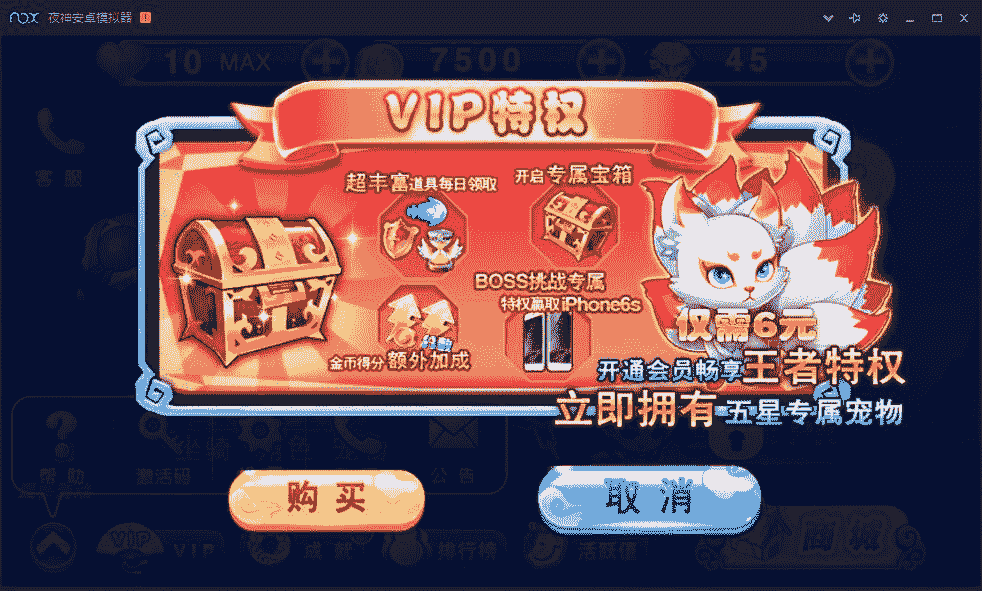 nox 夜神安卓模拟器
10 MAX 7500 45
VIP特权
客服
超丰富道具每日领取
开启专属宝箱
BOSS挑战专属
特权赢取iPhone6s
金币得分额外加成
仅需6元
开通会员畅享王者特权
立即拥有五星专属宠物
帮助
激活码
公告
购买
取消
VIP
VIP
成就
排行榜
活跃值
商城